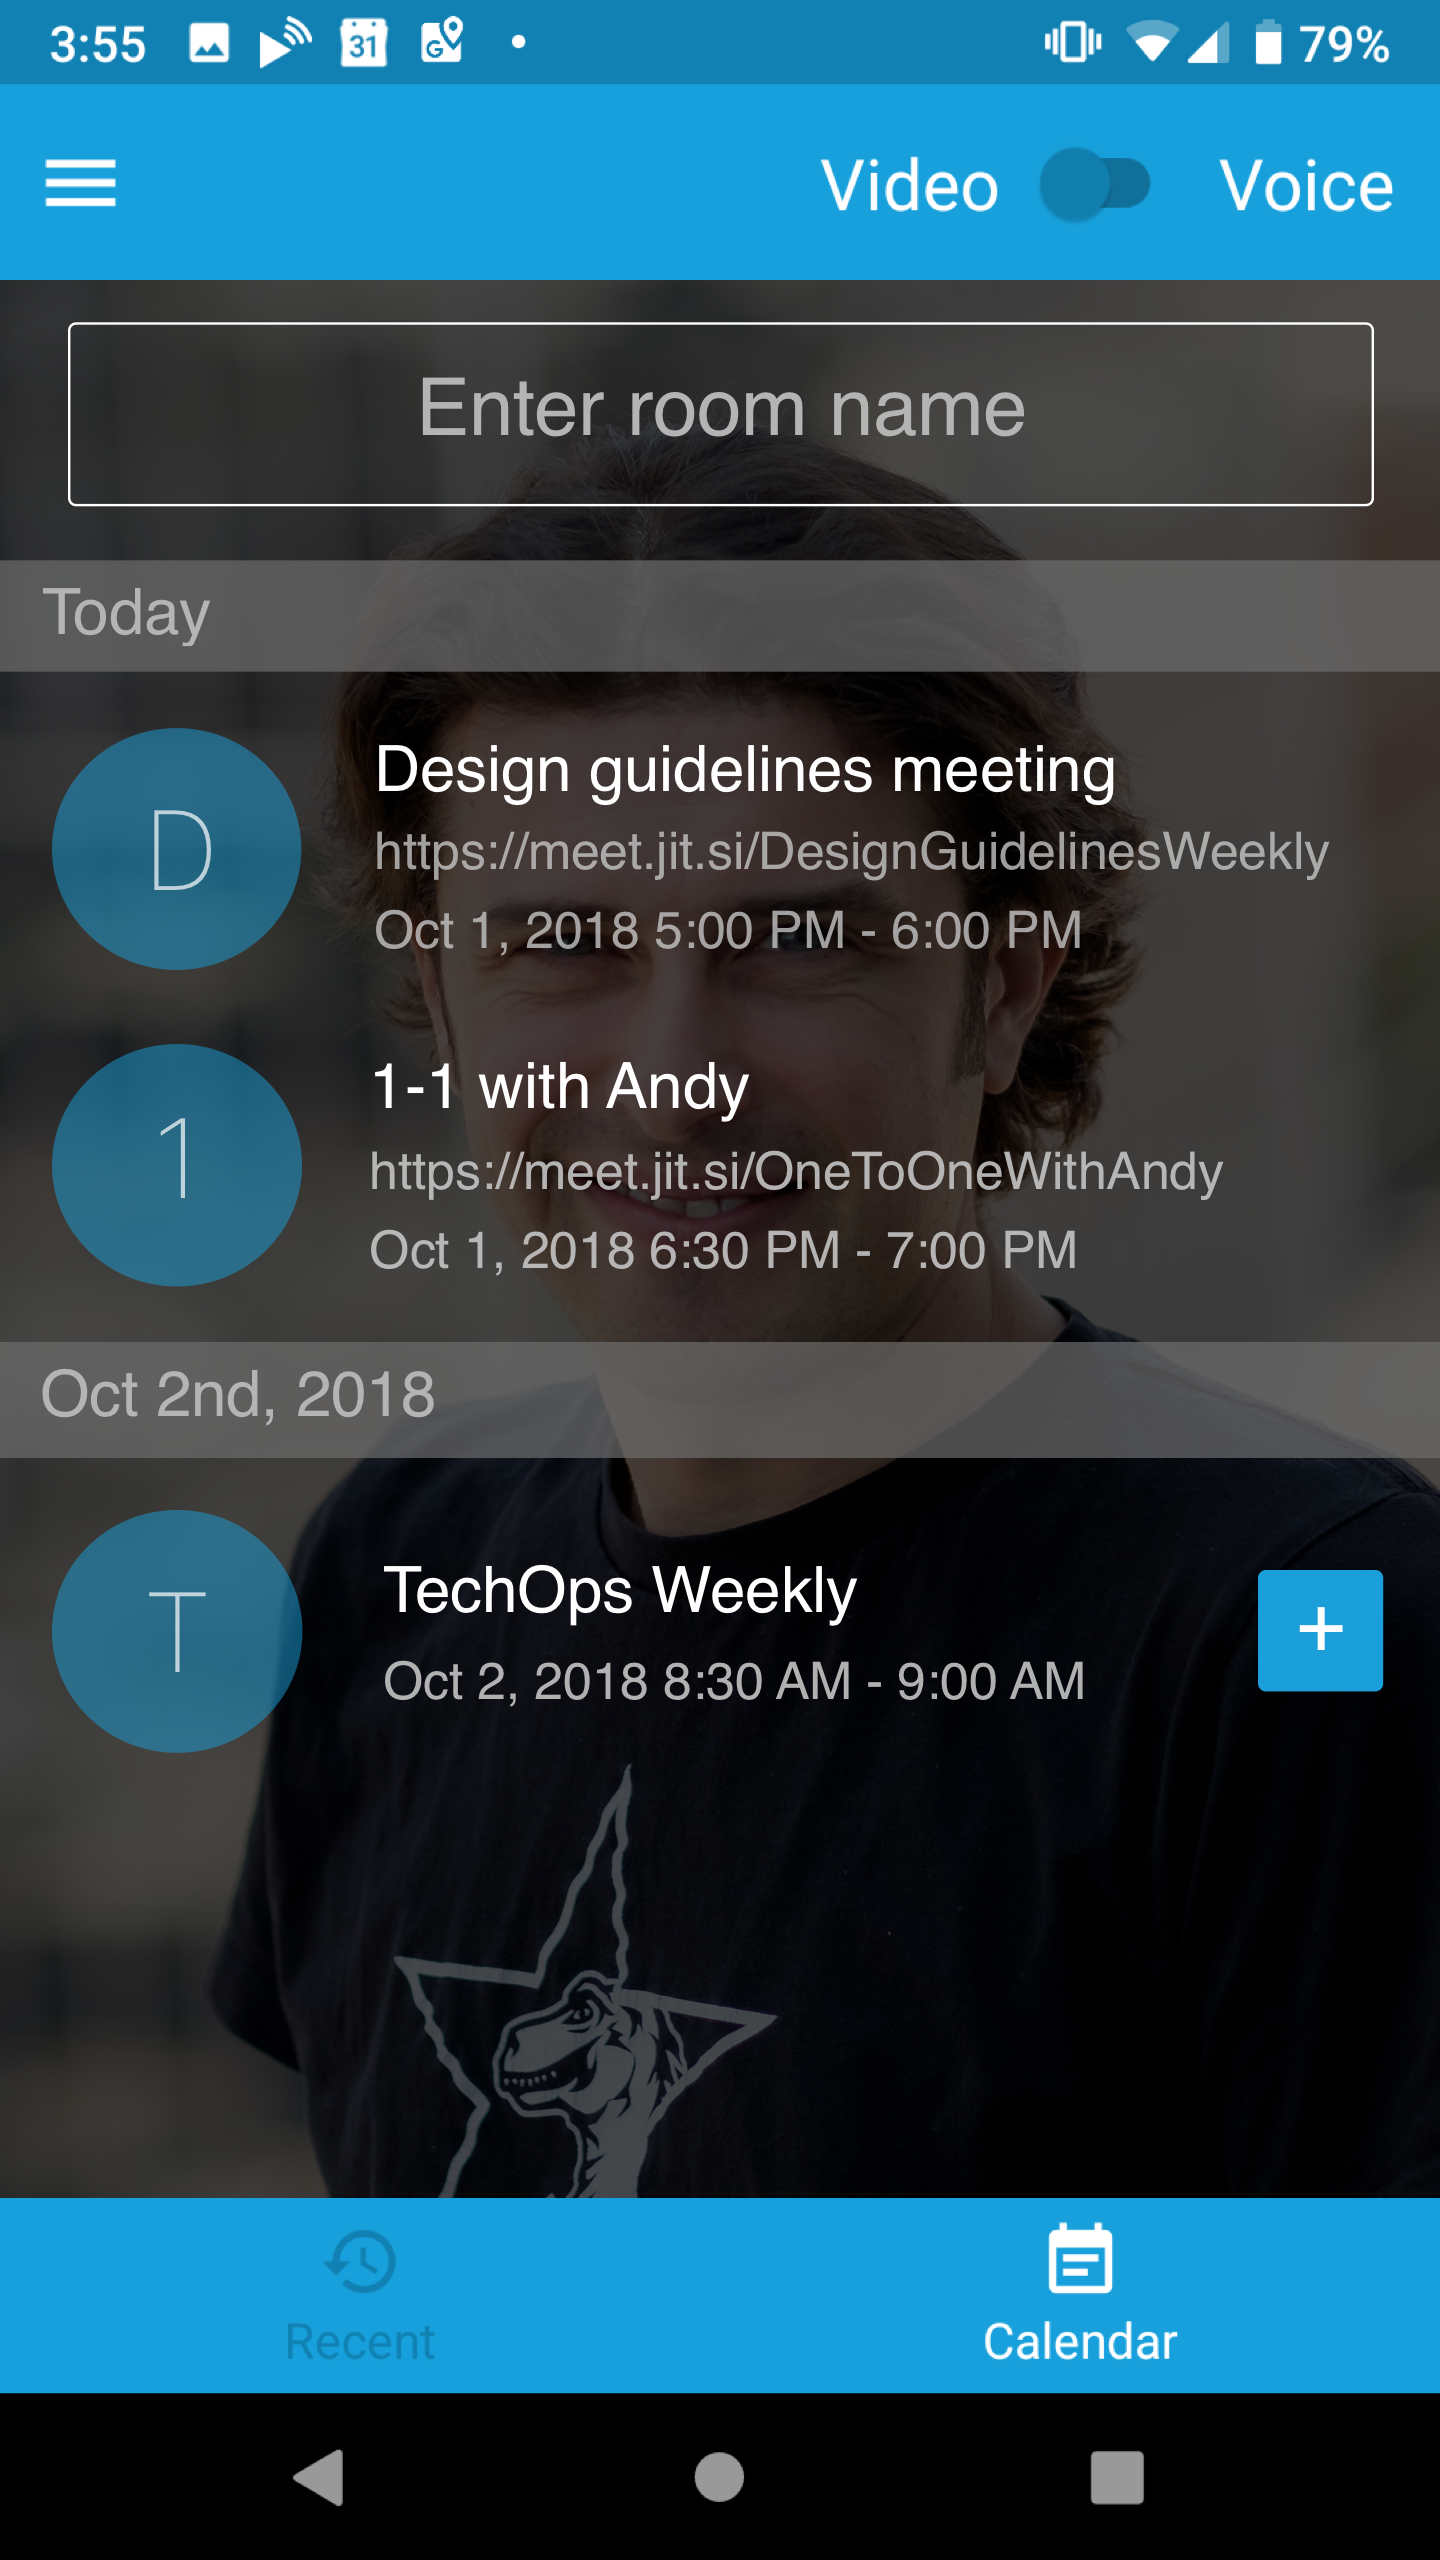 3:55 31 G 79%
Video Voice
Enter room name
Today
D
Design guidelines meeting
https://meet.jit.si/DesignGuidelinesWeekly
Oct 1, 2018 5:00 PM - 6:00 PM
1
1-1 with Andy
https://meet.jit.si/OneToOneWithAndy
Oct 1, 2018 6:30 PM - 7:00 PM
Oct 2nd, 2018
T
TechOps Weekly
Oct 2, 2018 8:30 AM - 9:00 AM
+
Recent Calendar